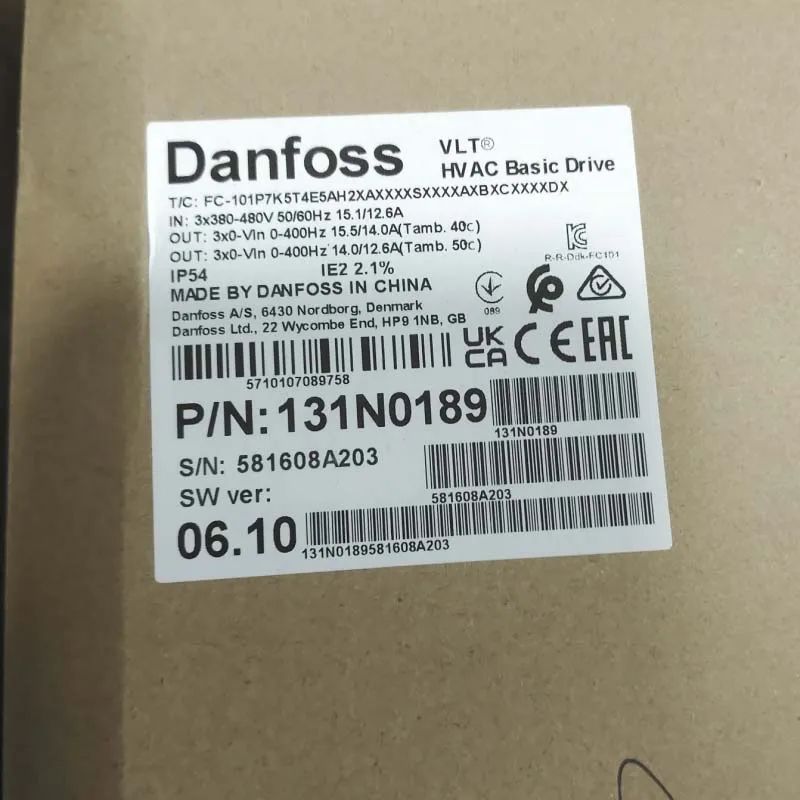 Danfoss
VLT®
HVAC Basic Drive
T/C: FC-101P7K5T4E5AH2XAXXXXSXXXXAXBXCXXXXDX
IN: 3x380-480V 50/60Hz 15.1/12.6A
OUT: 3x0-Vln 0-400Hz 15.5/14.0A(Tamb. 40c)
OUT: 3x0-Vln 0-400Hz 14.0/12.6A(Tamb. 50c)
R-R-Ddk-FC101
IP54 IE2 2.1%
MADE BY DANFOSS IN CHINA
Danfoss A/S, 6430 Nordborg, Denmark
Danfoss Ltd., 22 Wycombe End, HP9 1NB, GB
089
UK
CA CE EAC
5710107089758
P/N: 131N0189
131N0189
S/N: 581608A203
581608A203
SW ver:
06.10
131N0189581608A203